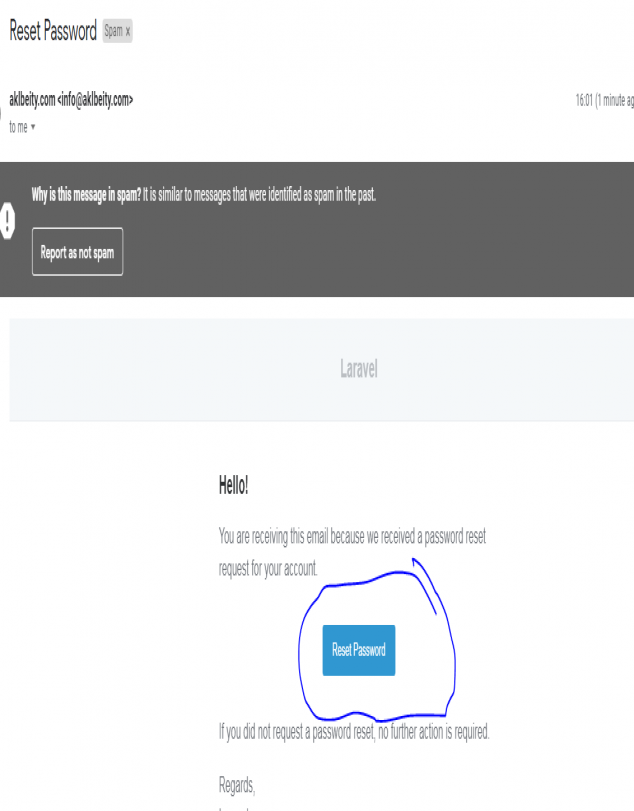 Reset Password Spam x
aklbeity.com <info@aklbeity.com> 16:01 (1 minute ag
to me
Why is this message in spam? It is similar to messages that were identified as spam in the past.
Report as not spam
Laravel
Hello!
You are receiving this email because we received a password reset
request for your account.
Reset Password
If you did not request a password reset, no further action is required.
Regards,